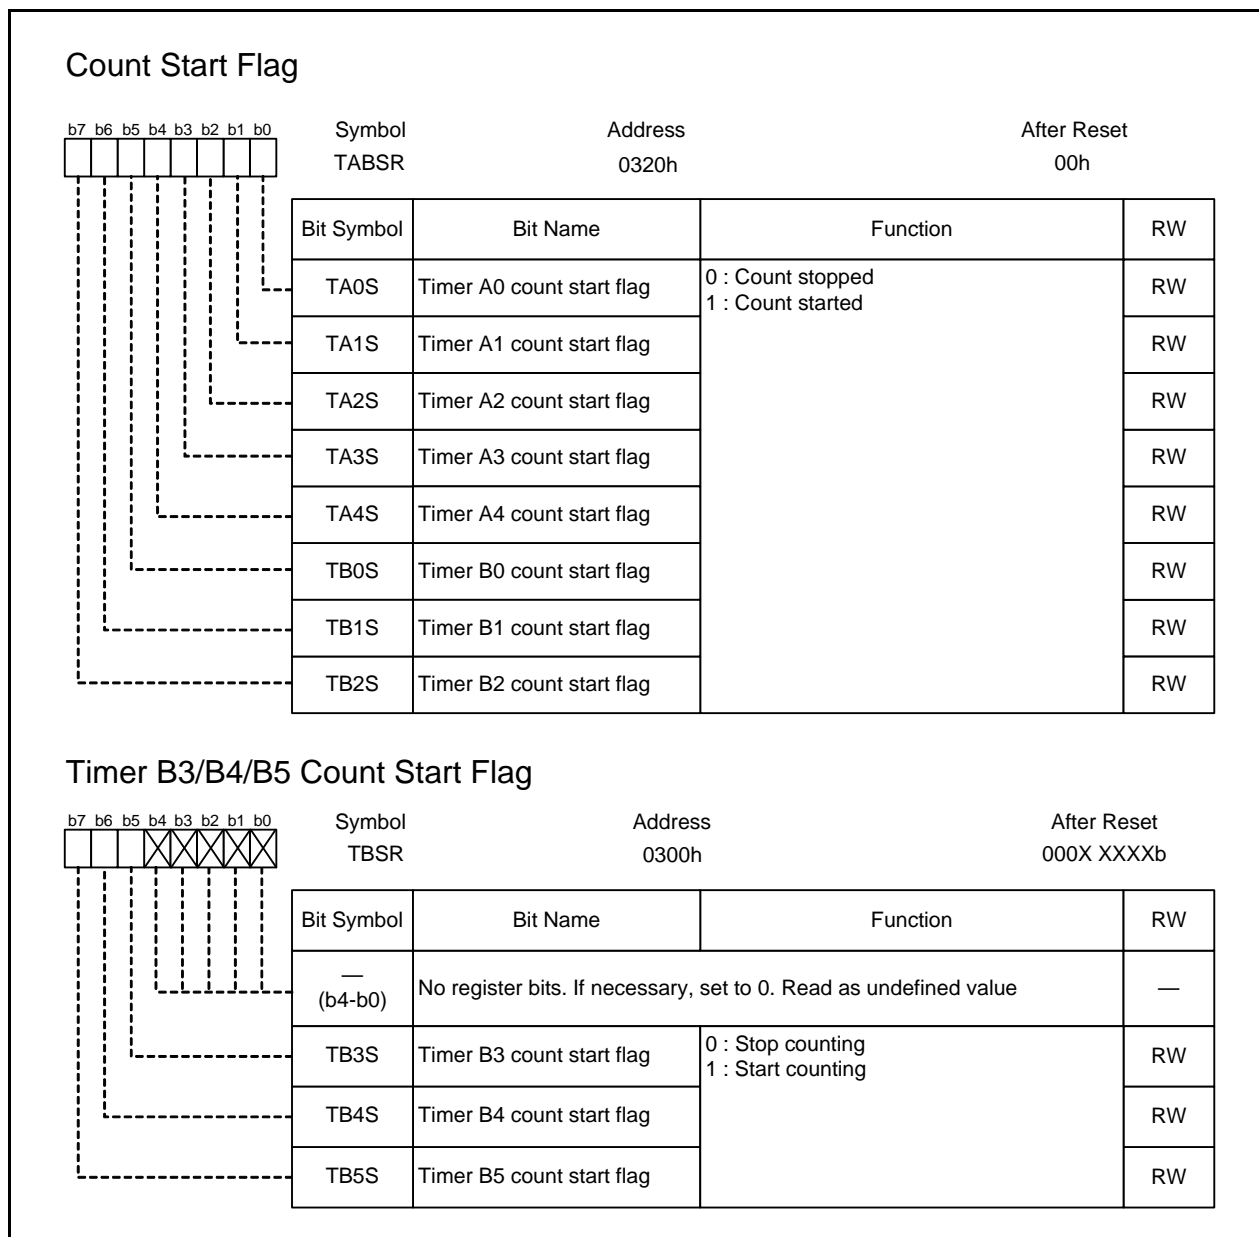 Count Start Flag
b7 b6 b5 b4 b3 b2 b1 b0
Symbol Address After Reset
TABSR 0320h 00h
Bit Symbol Bit Name Function RW
TA0S Timer A0 count start flag 0 : Count stopped RW
1 : Count started
TA1S Timer A1 count start flag RW
TA2S Timer A2 count start flag RW
TA3S Timer A3 count start flag RW
TA4S Timer A4 count start flag RW
TB0S Timer B0 count start flag RW
TB1S Timer B1 count start flag RW
TB2S Timer B2 count start flag RW
Timer B3/B4/B5 Count Start Flag
b7 b6 b5 b4 b3 b2 b1 b0
Symbol Address After Reset
TBSR 0300h 000X XXXXb
Bit Symbol Bit Name Function RW
—
(b4-b0) No register bits. If necessary, set to 0. Read as undefined value —
TB3S Timer B3 count start flag 0 : Stop counting RW
1 : Start counting
TB4S Timer B4 count start flag RW
TB5S Timer B5 count start flag RW